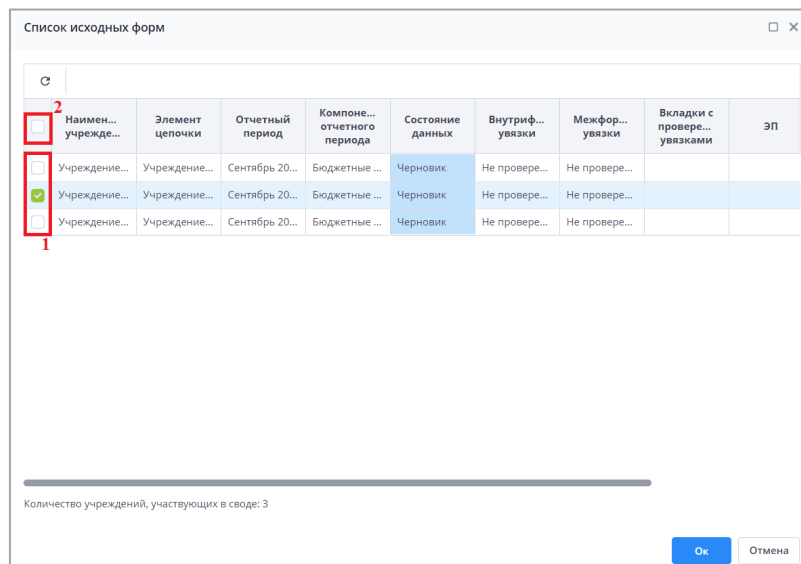 Список исходных форм
2
Наимен... учрежде... Элемент цепочки Отчетный период Компоне... отчетного периода Состояние данных Внутриф... увязки Межфор... увязки Вкладки с провере... увязками ЭП
Учреждение... Учреждение... Сентябрь 20... Бюджетные ... Черновик Не провере... Не провере...
Учреждение... Учреждение... Сентябрь 20... Бюджетные ... Черновик Не провере... Не провере...
Учреждение... Учреждение... Сентябрь 20... Бюджетные ... Черновик Не провере... Не провере...
1
Количество учреждений, участвующих в своде: 3
Ок Отмена